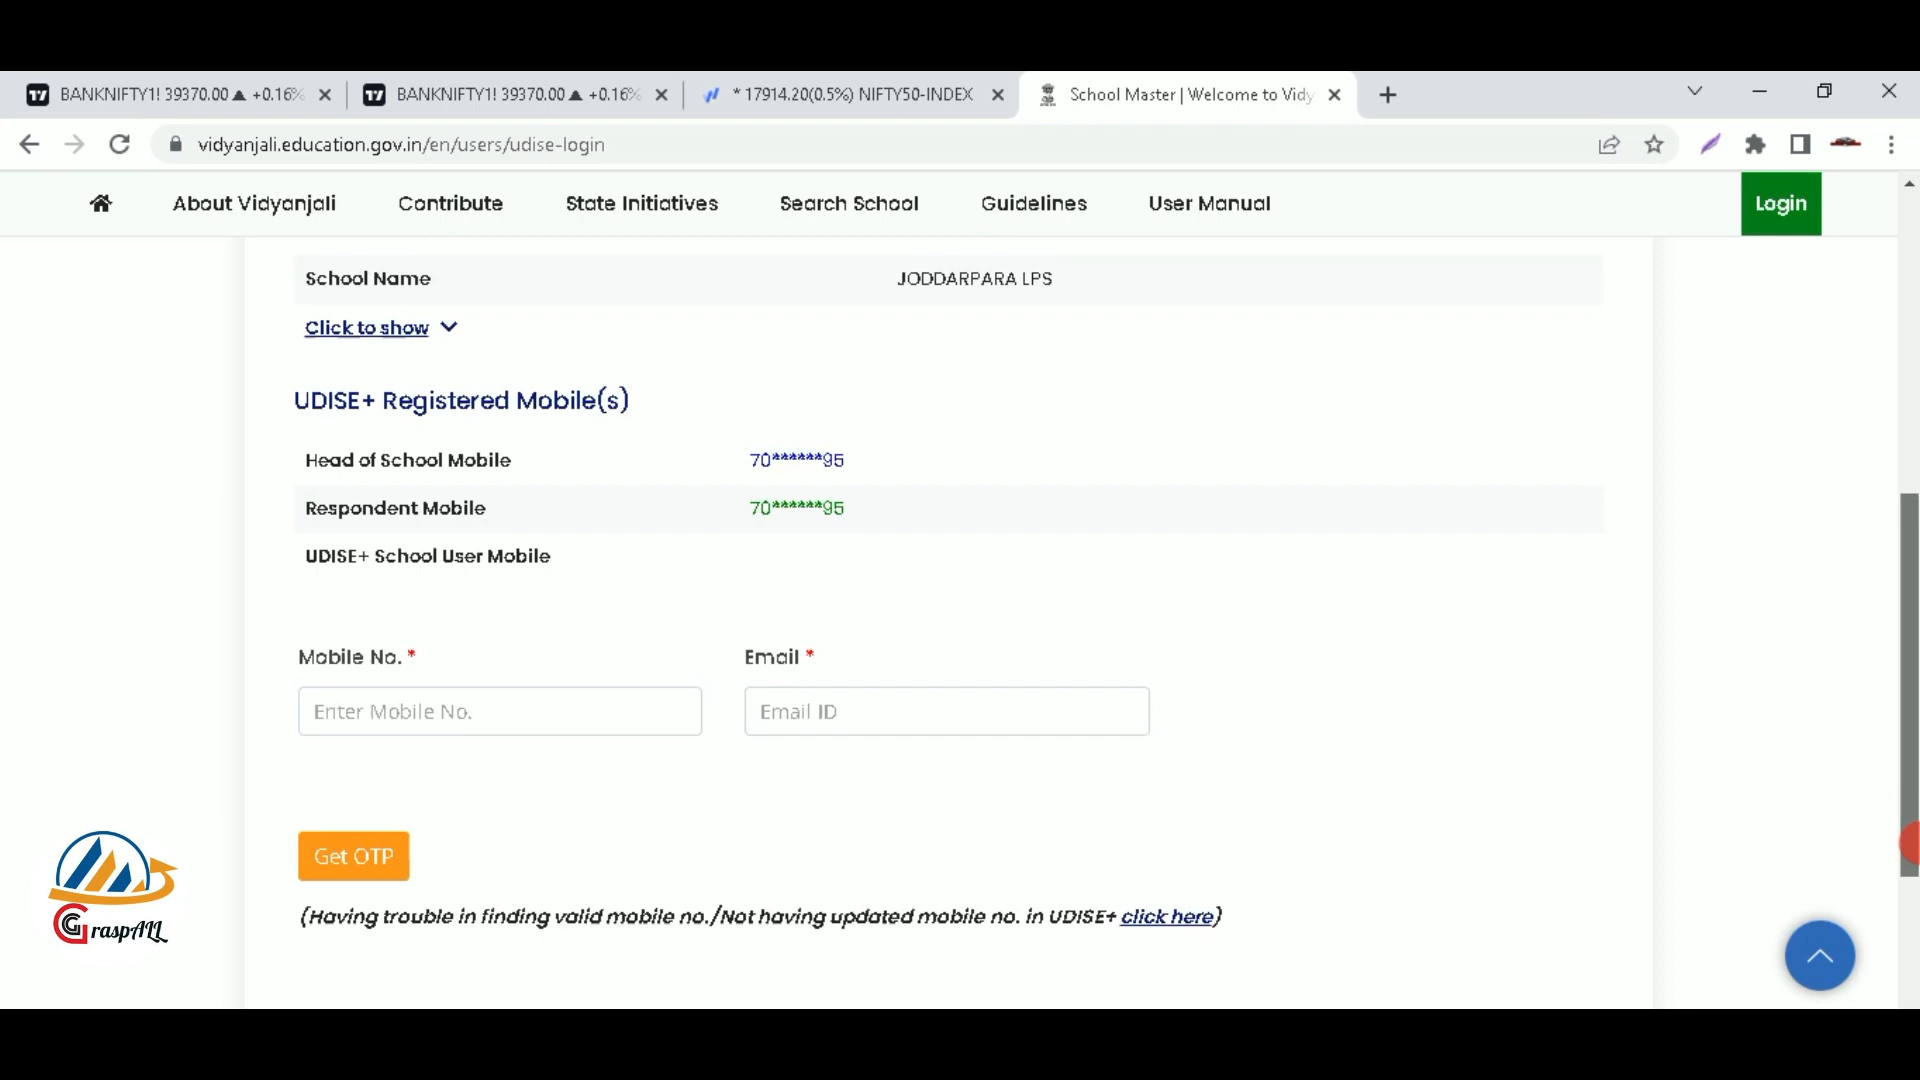 BANKNIFTY1! 39370.00 ▲ +0.16%
BANKNIFTY1! 39370.00 ▲ +0.16%
* 17914.20(0.5%) NIFTY50-INDEX
School Master | Welcome to Vidy
vidyanjali.education.gov.in/en/users/udise-login
About Vidyanjali
Contribute
State Initiatives
Search School
Guidelines
User Manual
Login
School Name JODDARPARA LPS
Click to show
UDISE+ Registered Mobile(s)
Head of School Mobile 70******95
Respondent Mobile 70******95
UDISE+ School User Mobile
Mobile No. * Email *
Enter Mobile No. Email ID
Get OTP
(Having trouble in finding valid mobile no./Not having updated mobile no. in UDISE+ click here)
GraspALL